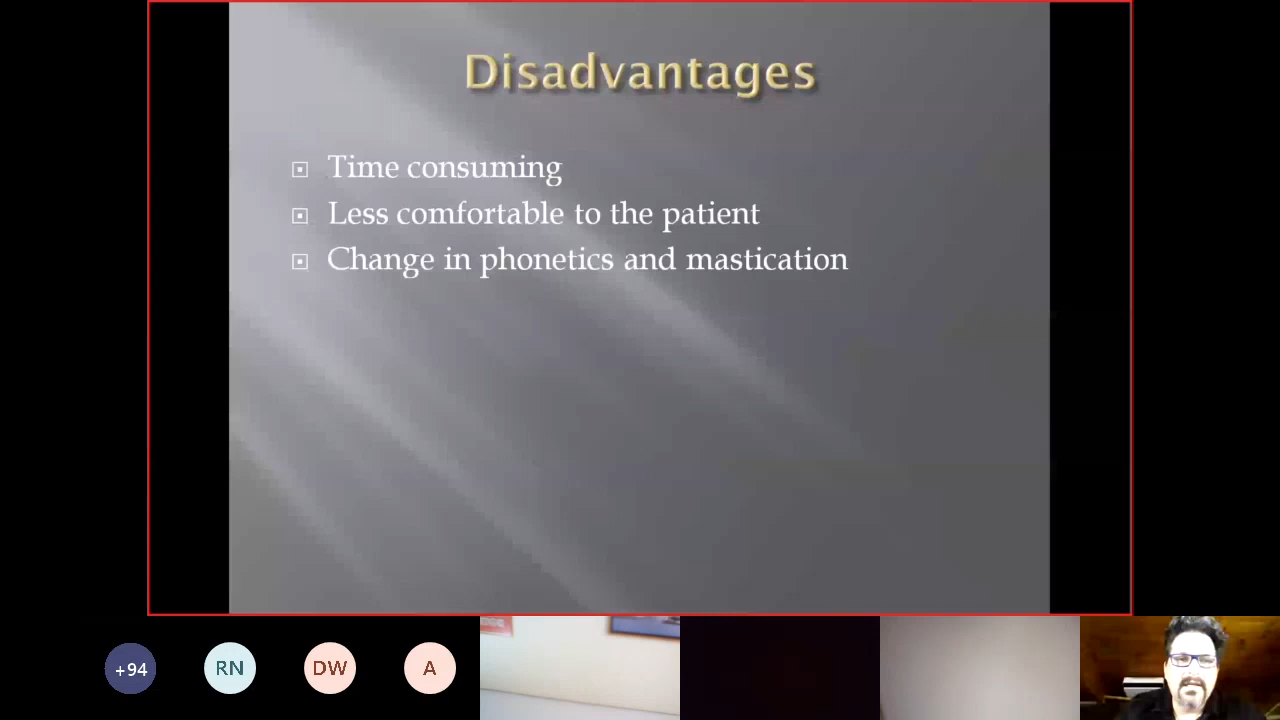 Disadvantages
Time consuming
Less comfortable to the patient
Change in phonetics and mastication
+94
RN
DW
A